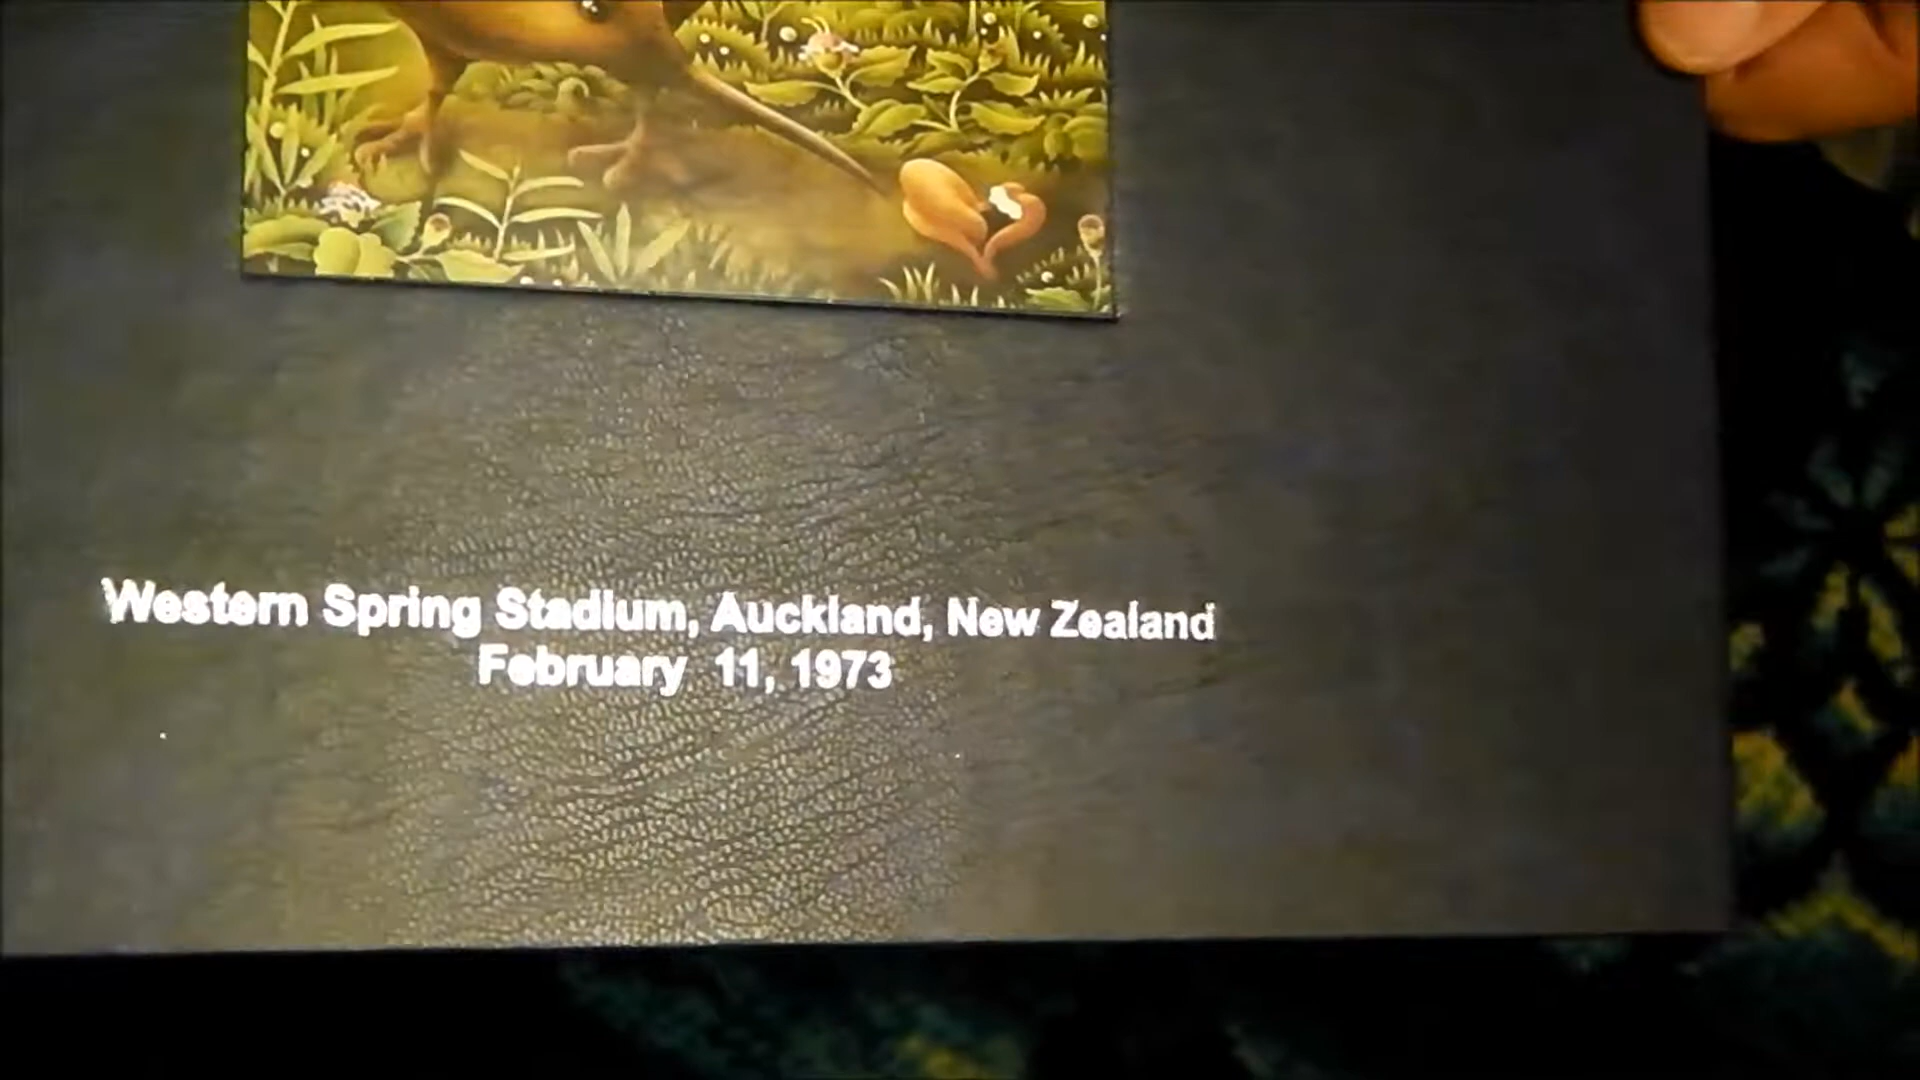 Western Spring Stadium, Auckland, New Zealand
February 11, 1973